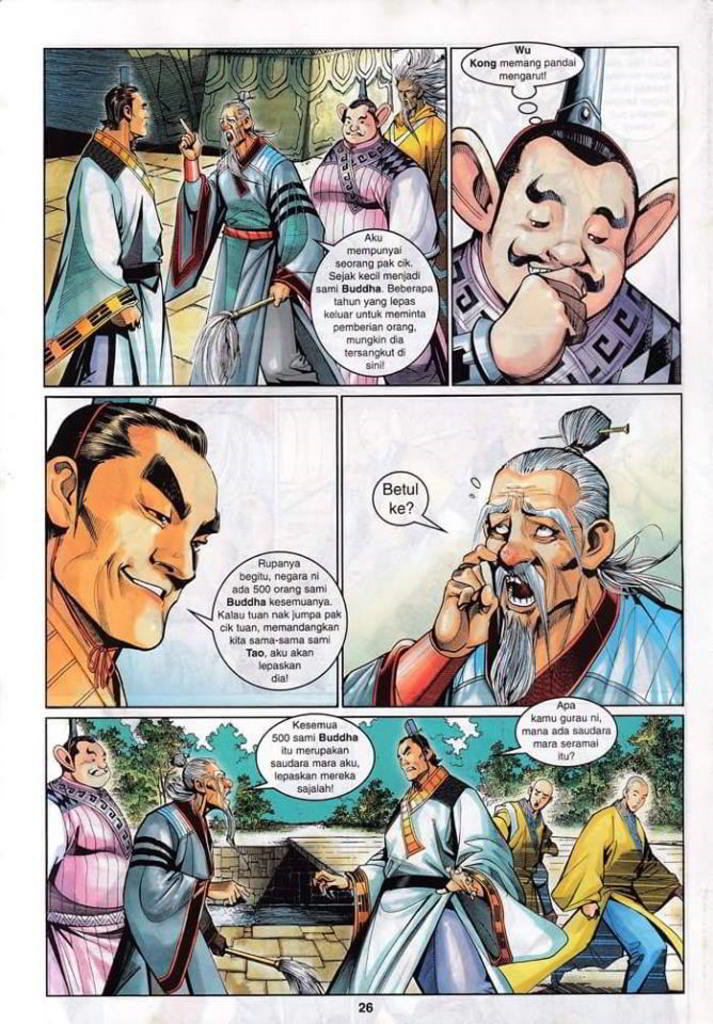 Aku
mempunyai
seorang pak cik.
Sejak kecil menjadi
sami Buddha. Beberapa
tahun yang lepas
keluar untuk meminta
pemberian orang,
mungkin dia
tersangkut di
sini!
Wu
Kong memang pandai
mengarut!
Rupanya
begitu, negara ni
ada 500 orang sami
Buddha kesemuanya.
Kalau tuan nak jumpa pak
cik tuan, memandangkan
kita sama-sama sami
Tao, aku akan
lepaskan
dia!
Betul
ke?
Kesemua
500 sami Buddha
itu merupakan
saudara mara aku,
lepaskan mereka
sajalah!
Apa
kamu gurau ni,
mana ada saudara
mara seramai
itu?
26